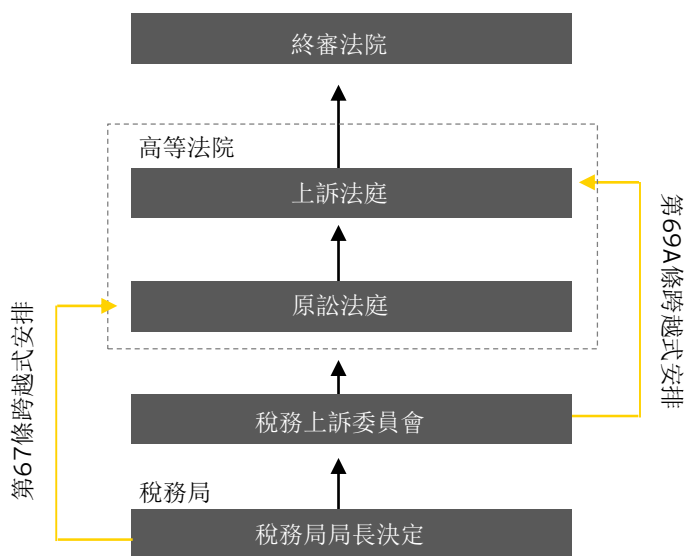 終審法院
高等法院
上訴法庭
原訟法庭
稅務上訴委員會
稅務局
稅務局局長決定
第67條跨越式安排
第69A條跨越式安排